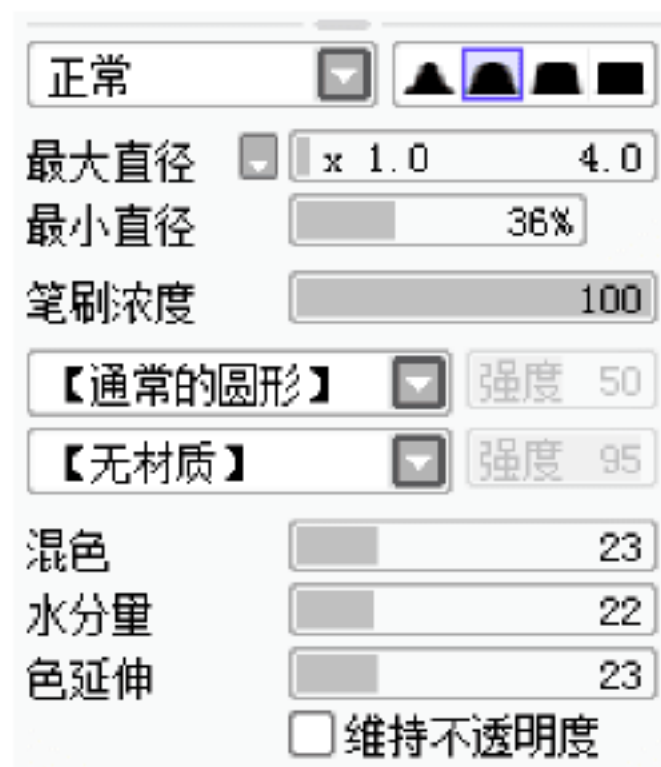 正常
最大直径 x 1.0 4.0
最小直径 36%
笔刷浓度 100
【通常的圆形】 强度 50
【无材质】 强度 95
混色 23
水分量 22
色延伸 23
维持不透明度